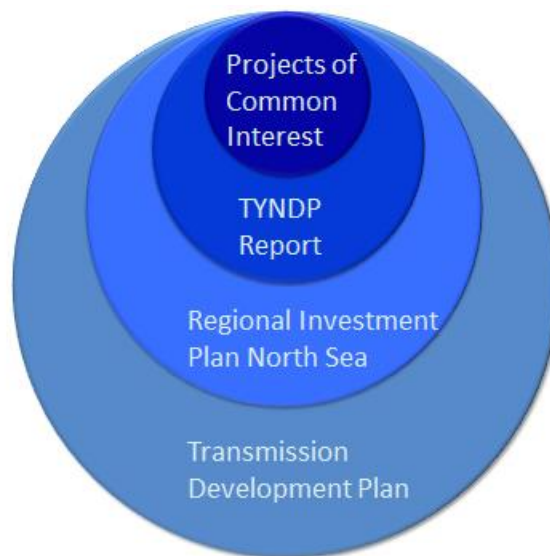 Projects of
Common
Interest
TYNDP
Report
Regional Investment
Plan North Sea
Transmission
Development Plan